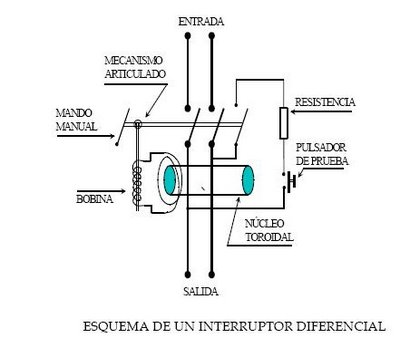 ENTRADA
MECANISMO
ARTICULADO
RESISTENCIA
MANDO
MANUAL
PULSADOR
DE PRUEBA
BOBINA
NÚCLEO
TOROIDAL
SALIDA
ESQUEMA DE UN INTERRUPTOR DIFERENCIAL